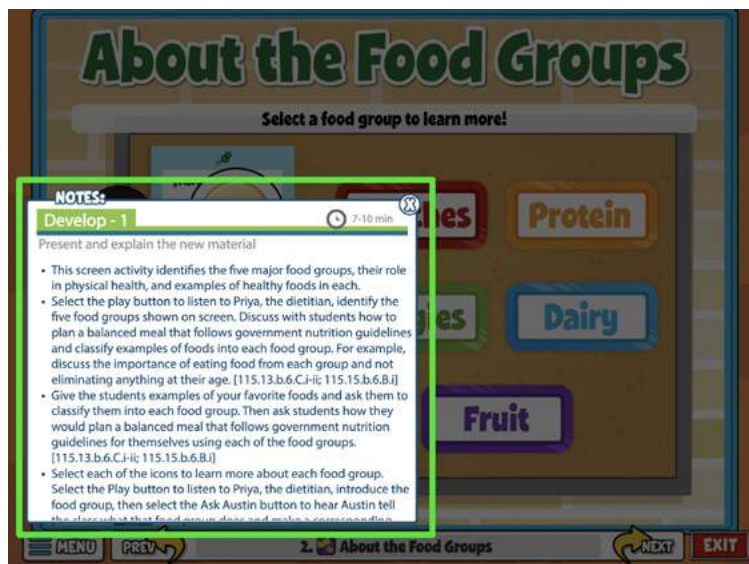 About the Food Groups
Select a food group to learn more!
NOTES:
Develop - 1
7-10 min
Present and explain the new material
• This screen activity identifies the five major food groups, their role
in physical health, and examples of healthy foods in each.
• Select the play button to listen to Priya, the dietitian, identify the
five food groups shown on screen. Discuss with students how to
plan a balanced meal that follows government nutrition guidelines
and classify examples of foods into each food group. For example,
discuss the importance of eating food from each group and not
eliminating anything at their age. [115.13.b.6.C.i-ii; 115.15.b.6.B.i]
• Give the students examples of your favorite foods and ask them to
classify them into each food group. Then ask students how they
would plan a balanced meal that follows government nutrition
guidelines for themselves using each of the food groups.
[115.13.b.6.C.i-ii; 115.15.b.6.B.i]
• Select each of the icons to learn more about each food group.
Select the Play button to listen to Priya, the dietitian, introduce the
food group, then select the Ask Austin button to hear Austin tell
the class what that food group does and make a corresponding
Protein
Dairy
Fruit
MENU
PREV
2. About the Food Groups
NEXT
EXIT